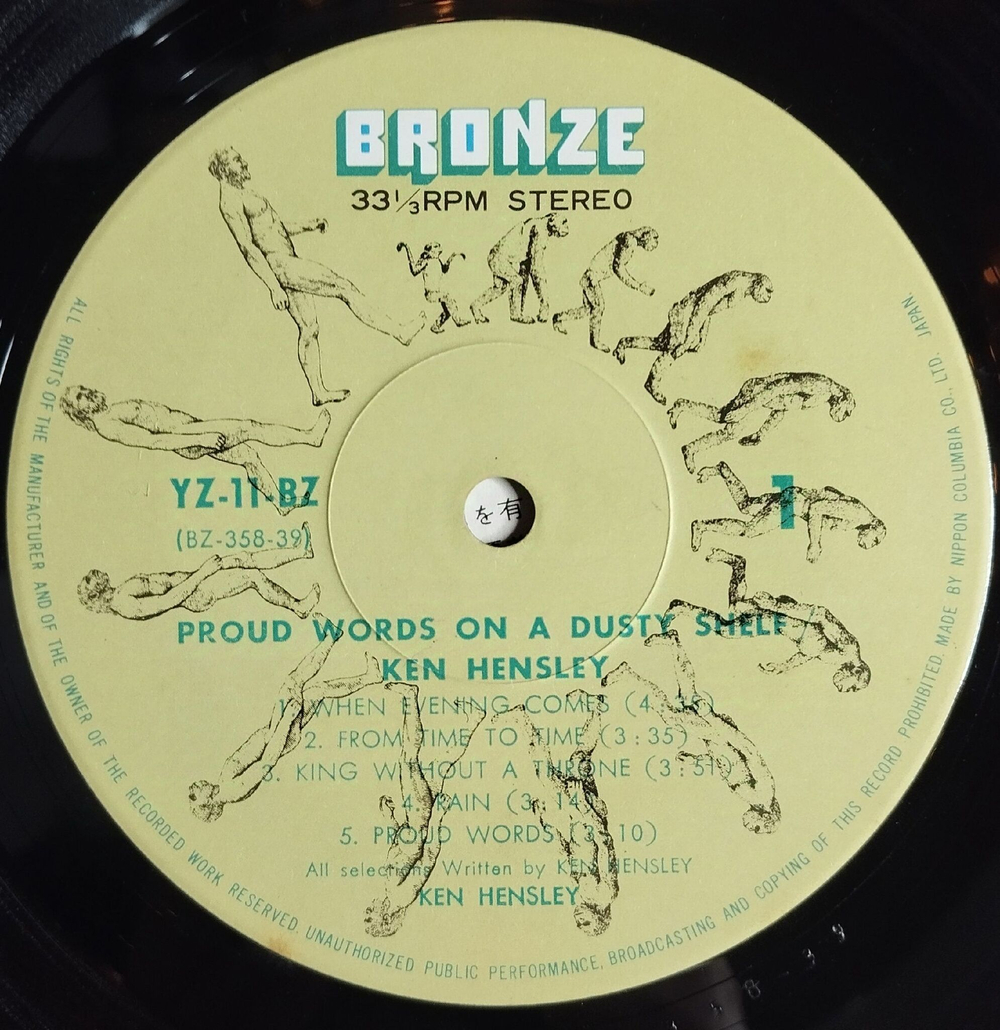 BRONZE
33⅓RPM STEREO
YZ-11-BZ
1
(BZ-358-39)
PROUD WORDS ON A DUSTY SHELF
KEN HENSLEY
1. WHEN EVENING COMES (4:35)
2. FROM TIME TO TIME (3:35)
3. KING WITHOUT A THRONE (3:51)
4. RAIN (3:14)
5. PROUD WORDS (3:10)
All selections Written by KEN HENSLEY
KEN HENSLEY
ALL RIGHTS OF THE MANUFACTURER AND OF THE OWNER OF THE RECORDED WORK RESERVED. UNAUTHORIZED PUBLIC PERFORMANCE, BROADCASTING AND COPYING OF THIS RECORD PROHIBITED. MADE BY NIPPON COLUMBIA CO., LTD. JAPAN.
を有